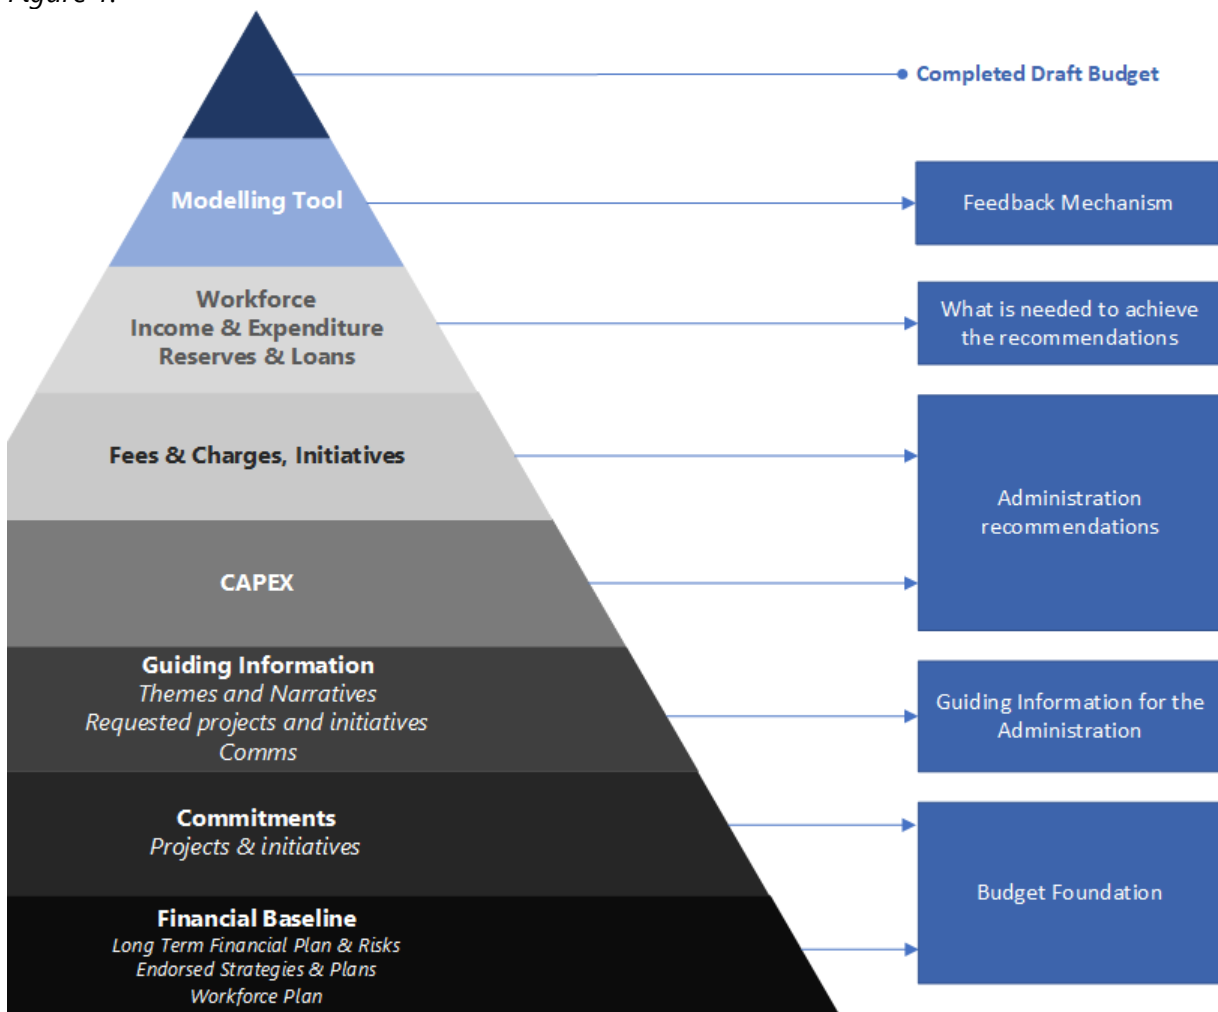 Figure 1.
Completed Draft Budget
Modelling Tool
Feedback Mechanism
Workforce
Income & Expenditure
Reserves & Loans
What is needed to achieve
the recommendations
Fees & Charges, Initiatives
Administration
recommendations
CAPEX
Guiding Information
Themes and Narratives
Requested projects and initiatives
Comms
Guiding Information for the
Administration
Commitments
Projects & initiatives
Budget Foundation
Financial Baseline
Long Term Financial Plan & Risks
Endorsed Strategies & Plans
Workforce Plan